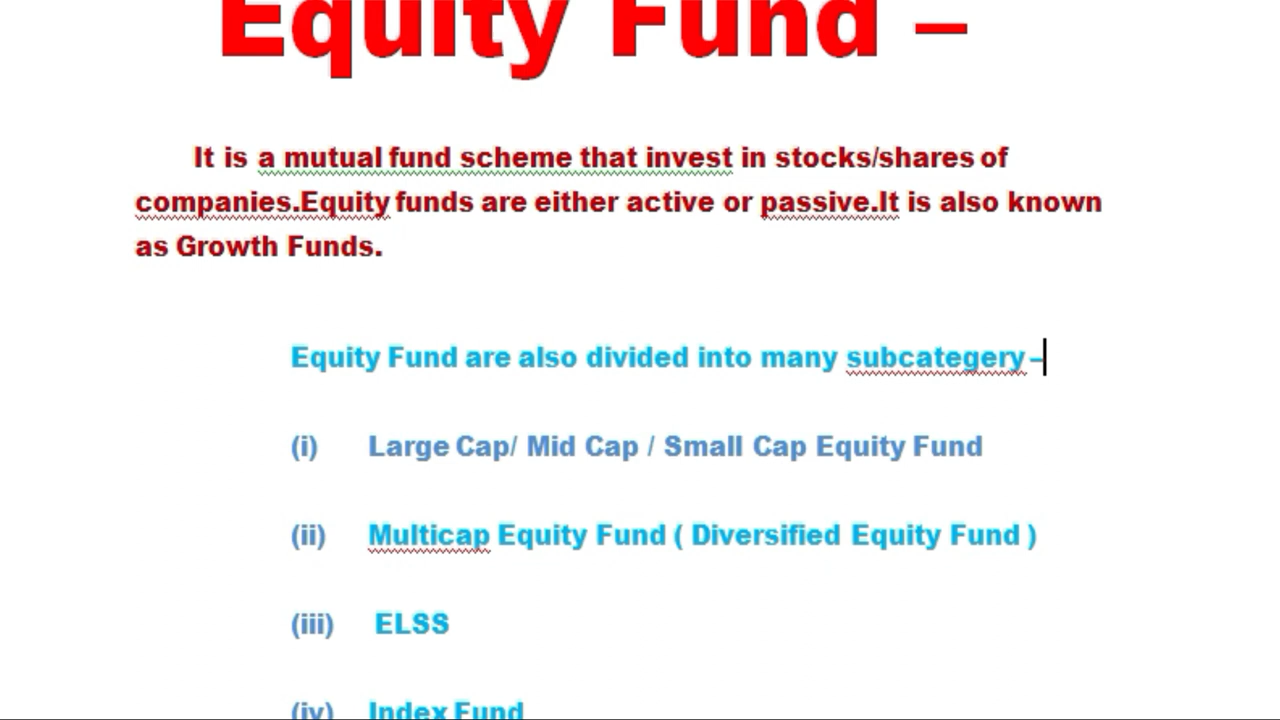 Equity Fund –
It is a mutual fund scheme that invest in stocks/shares of
companies.Equity funds are either active or passive.It is also known
as Growth Funds.
Equity Fund are also divided into many subcategery –
(i) Large Cap/ Mid Cap / Small Cap Equity Fund
(ii) Multicap Equity Fund ( Diversified Equity Fund )
(iii) ELSS
(iv) Index Fund